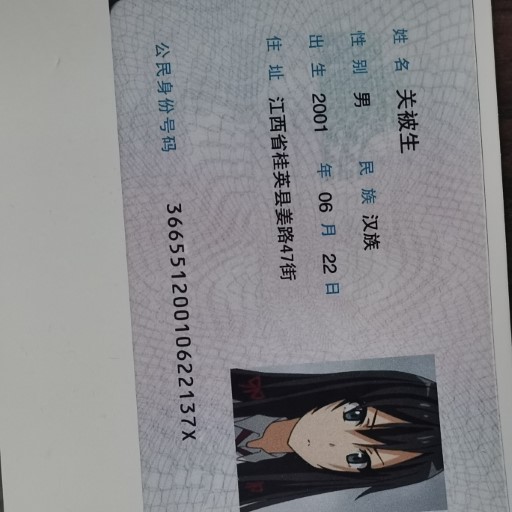 姓名 关被生
性别 男 民族 汉族
出生 2001 年 06 月 22 日
住址 江西省桂英县姜路47街
公民身份号码 36655120010622137X